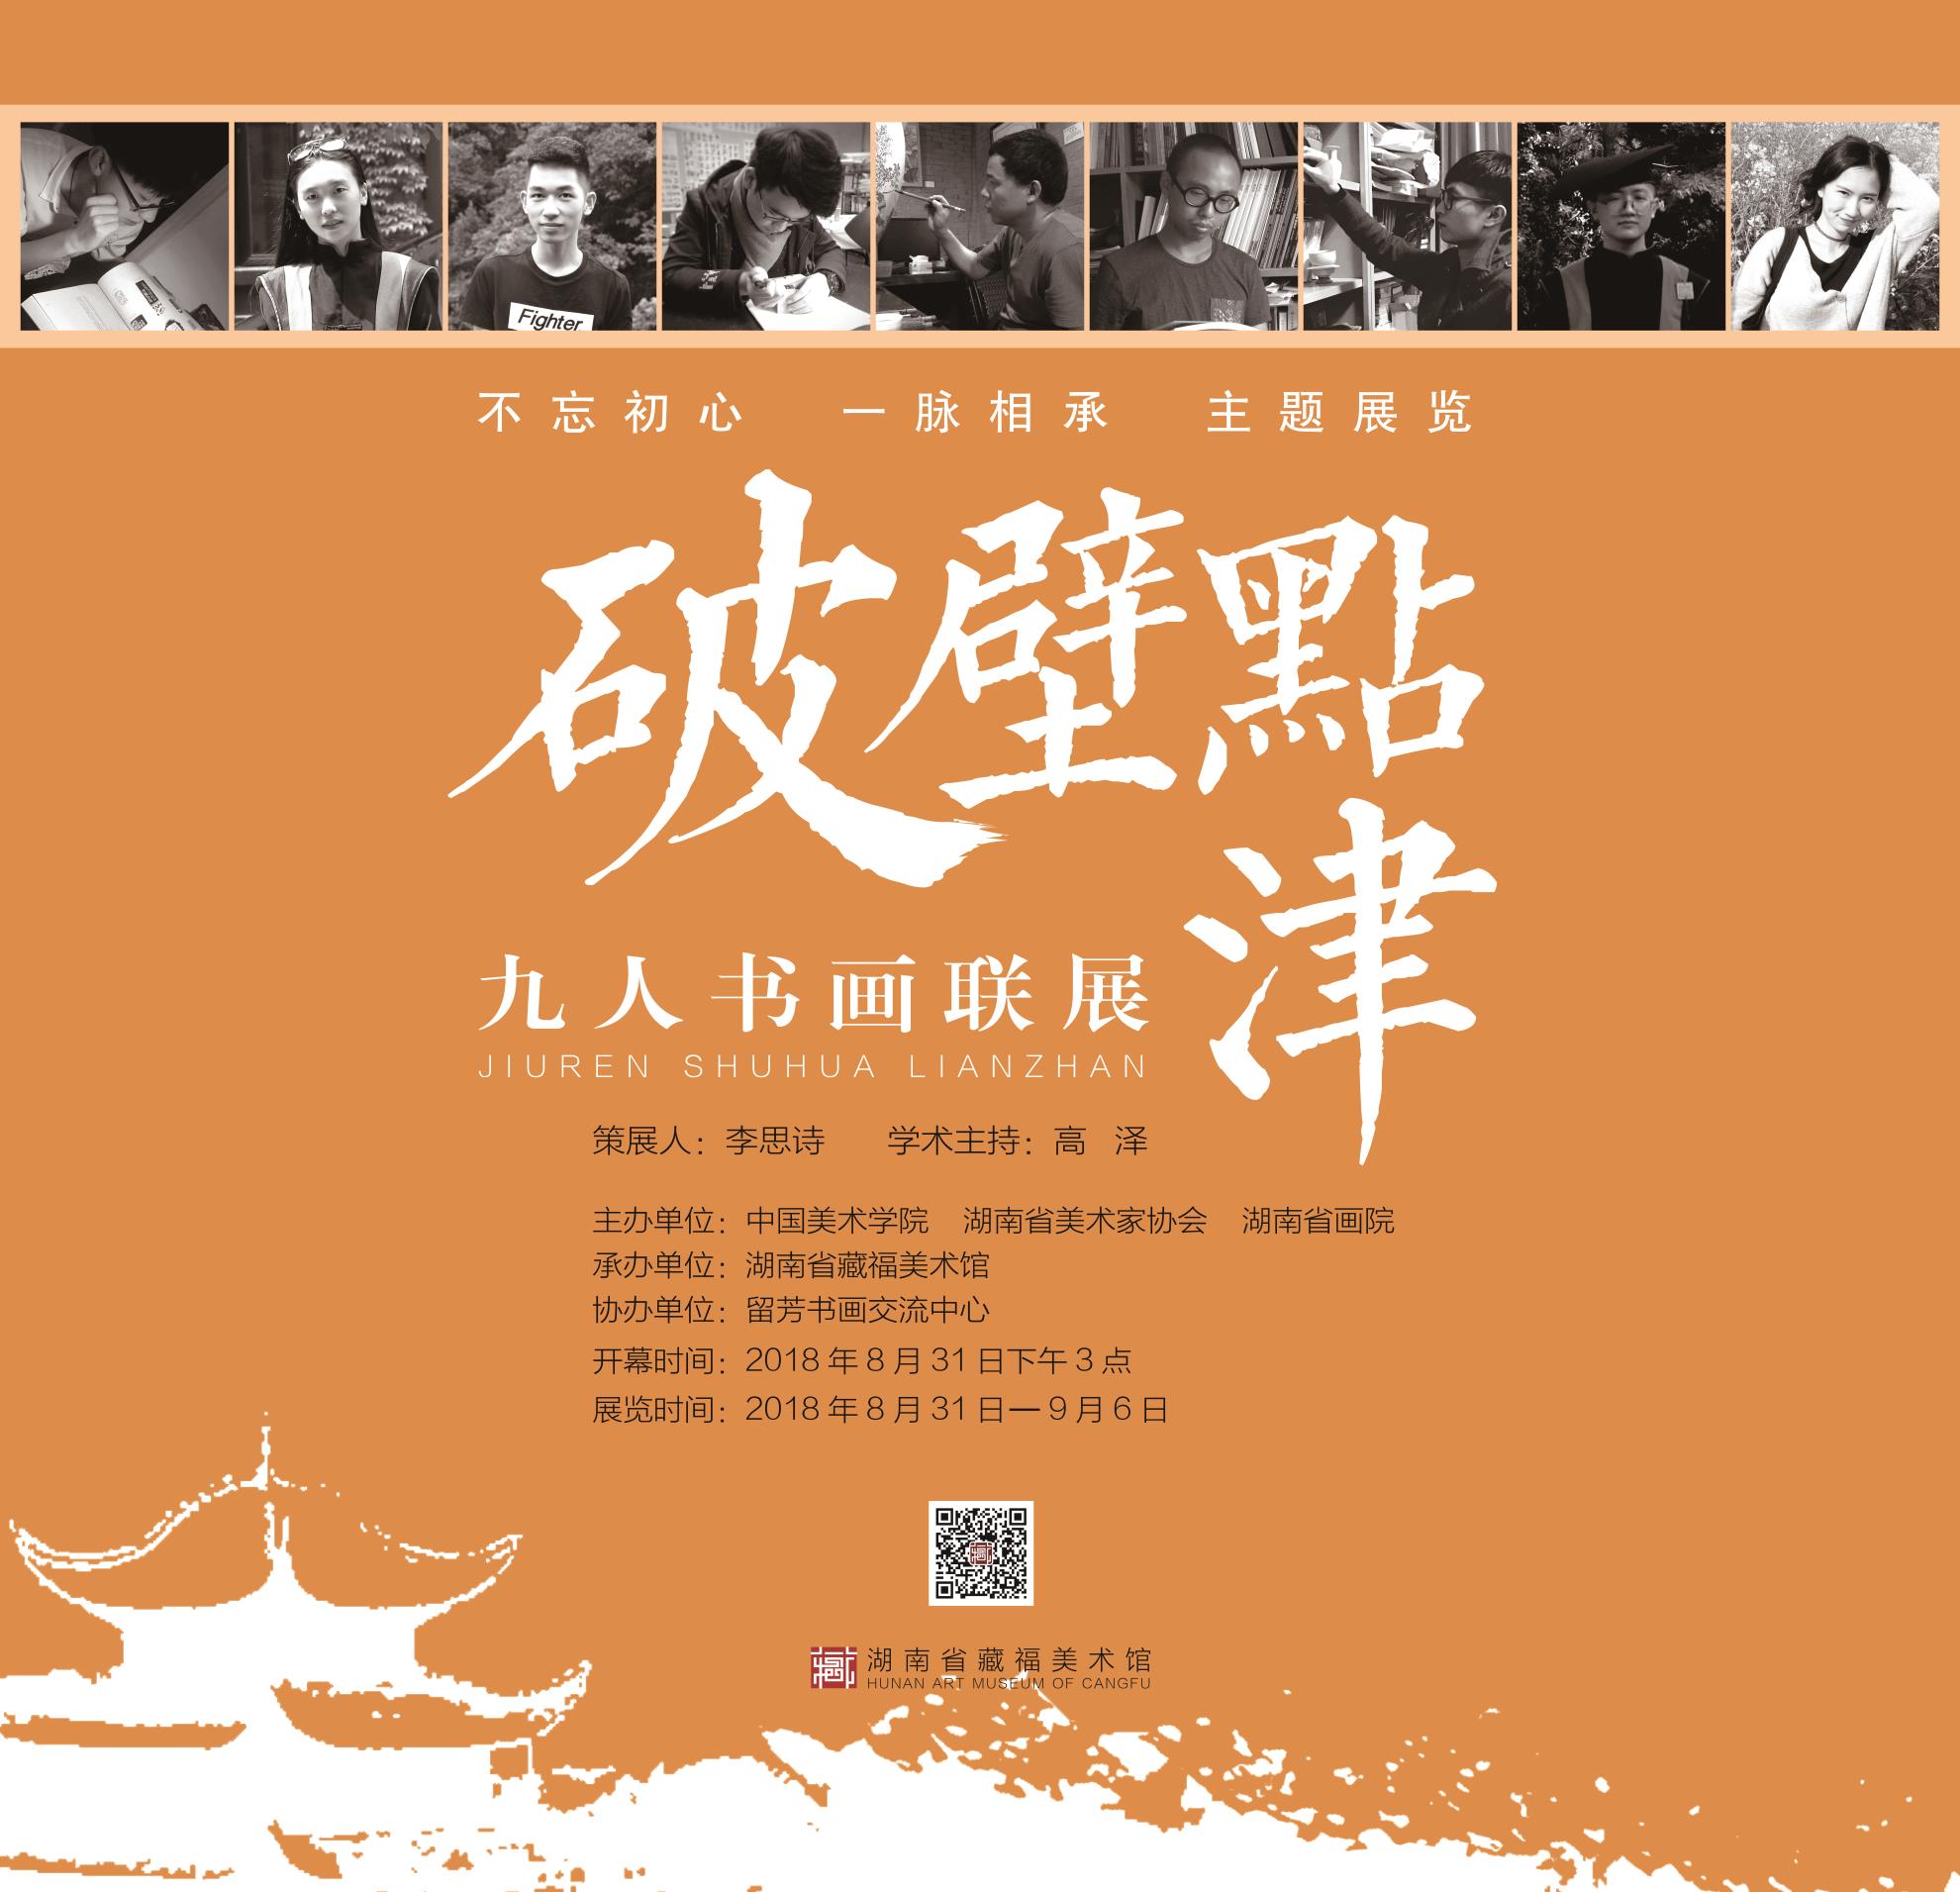 Fighter
不忘初心 一脉相承 主题展览
破壁點
津
九人书画联展
JIUREN SHUHUA LIANZHAN
策展人：李思诗 学术主持：高 泽
主办单位：中国美术学院 湖南省美术家协会 湖南省画院
承办单位：湖南省藏福美术馆
协办单位：留芳书画交流中心
开幕时间：2018年8月31日下午3点
展览时间：2018年8月31日—9月6日
湖南省藏福美术馆
HUNAN ART MUSEUM OF CANGFU